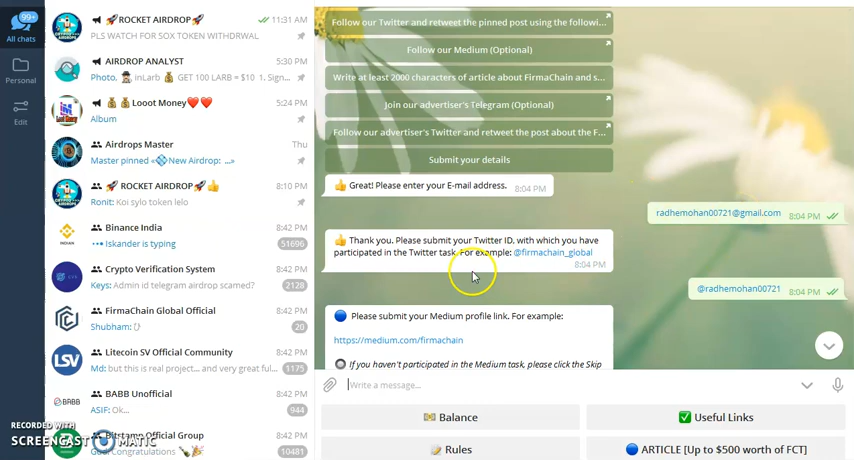 99+
All chats
Personal
Edit
🚀ROCKET AIRDROP🚀 11:31 AM
PLS WATCH FOR SOX TOKEN WITHDRWAL
AIRDROP ANALYST 5:30 PM
Photo, inLarb 💰 GET 100 LARB = $10 1. Sign...
💰💰Looot Money❤️❤️ 5:24 PM
Album
Airdrops Master Thu
Master pinned «💠New Airdrop: ...»
🚀 ROCKET AIRDROP🚀👍 8:10 PM
Ronit: Koi sylo token lelo
INDIAN
Binance India 8:42 PM
Iskander is typing 51696
Crypto Verification System 8:42 PM
Keys: Admin id telegram airdrop scamed? 2128
FirmaChain Global Official 8:42 PM
Shubham: 20
LSV
Litecoin SV Official Community 8:42 PM
Md: but this is real project... and very great ful... 1175
BABB
BABB Unofficial 8:42 PM
ASIF: Ok... 944
Bitstamp Official Group 8:42 PM
Congratulations 10481
RECORDED WITH
SCREENCAST MATIC
Follow our Twitter and retweet the pinned post using the followi...
Follow our Medium (Optional)
Write at least 2000 characters of article about FirmaChain and s...
Join our advertiser's Telegram (Optional)
Follow our advertiser's Twitter and retweet the post about the F...
Submit your details
👍 Great! Please enter your E-mail address. 8:04 PM
radhemohan00721@gmail.com 8:04 PM
👍 Thank you. Please submit your Twitter ID, with which you have
participated in the Twitter task. For example: @firmachain_global
8:04 PM
@radhemohan00721 8:04 PM
🔵 Please submit your Medium profile link. For example:
https://medium.com/firmachain
🔘 If you haven't participated in the Medium task, please click the Skip
Write a message...
Balance
✅ Useful Links
📝 Rules
🔵 ARTICLE [Up to $500 worth of FCT]